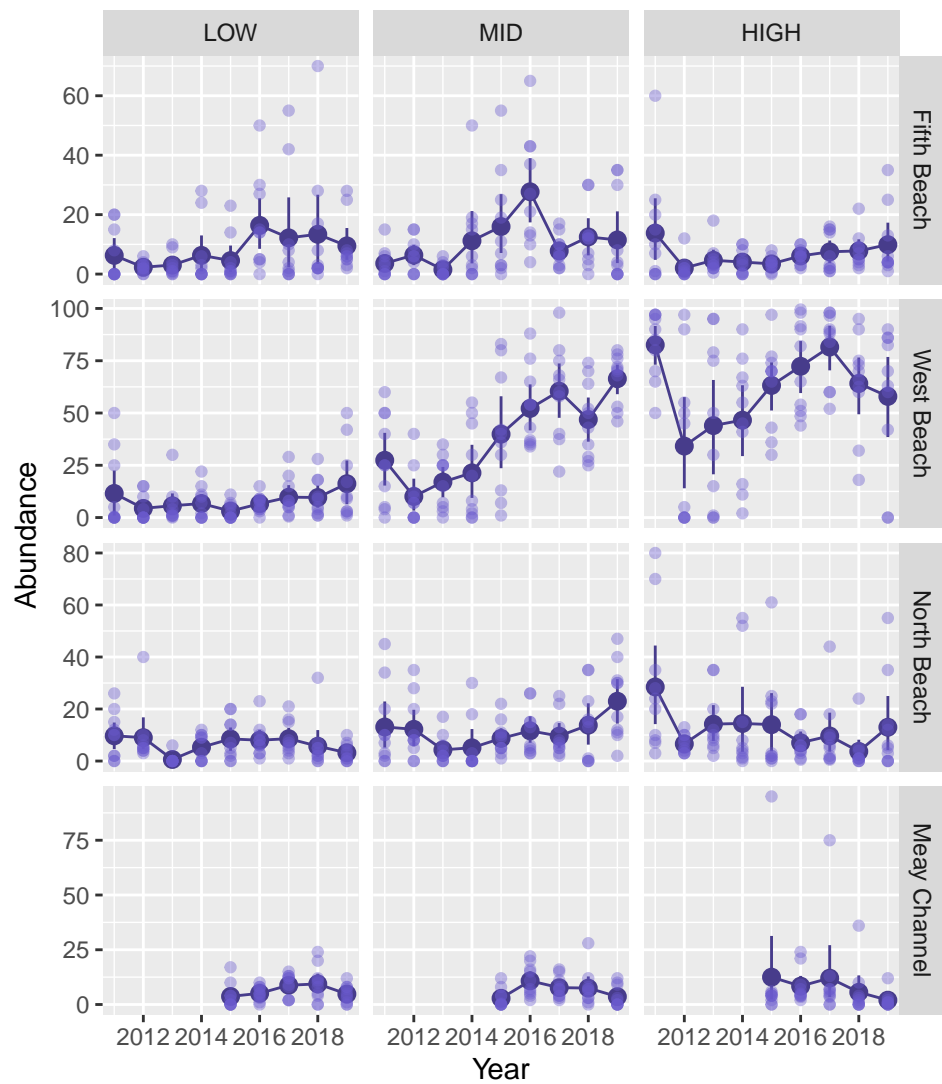 LOW MID HIGH
60
40
20
0
Fifth Beach
100
75
50
25
0
West Beach
80
60
40
20
0
North Beach
75
50
25
0
Meay Channel
2012 2014 2016 2018 2012 2014 2016 2018 2012 2014 2016 2018
Year
Abundance